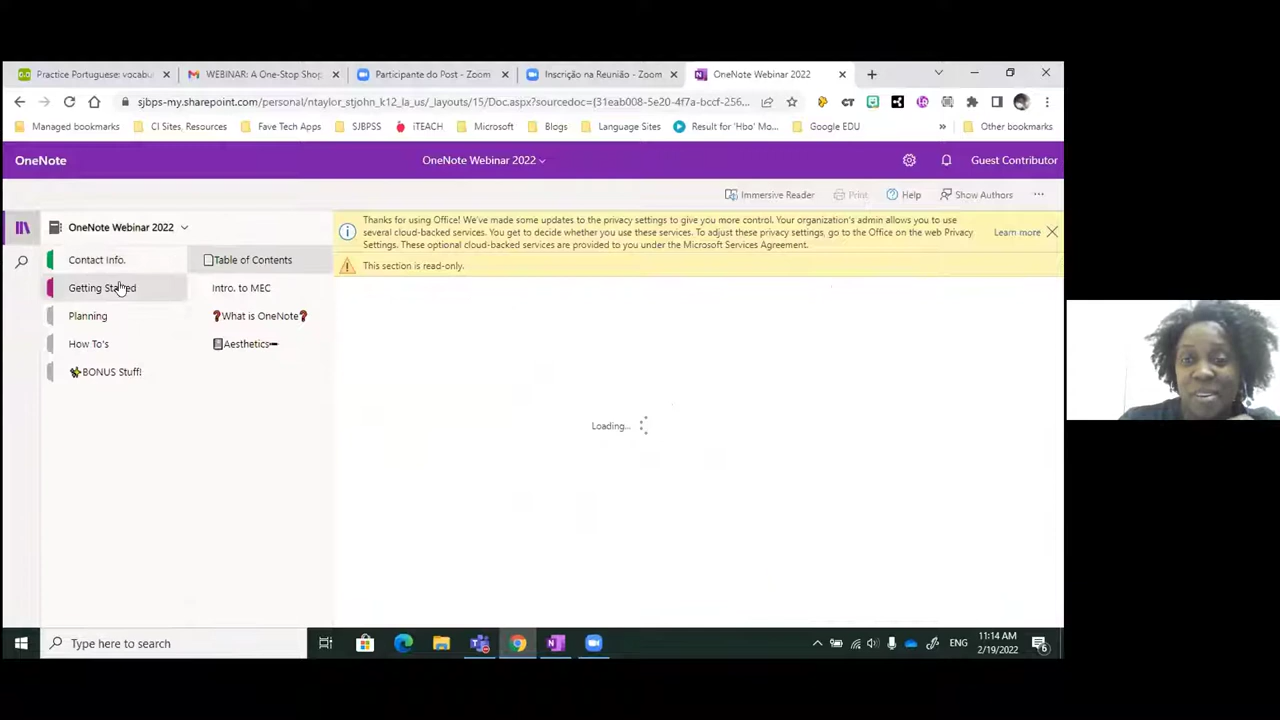 Practice Portuguese: vocabu
WEBINAR: A One-Stop Shop
Participante do Post - Zoom
Inscrição na Reunião - Zoom
OneNote Webinar 2022
sjbps-my.sharepoint.com/personal/ntaylor_stjohn_k12_la_us/_layouts/15/Doc.aspx?sourcedoc={31eab008-5e20-4f7a-bccf-256...
Managed bookmarks
CI Sites, Resources
Fave Tech Apps
SJBPSS
iTEACH
Microsoft
Blogs
Language Sites
Result for 'Hbo' Mo...
Google EDU
Other bookmarks
OneNote
OneNote Webinar 2022
Guest Contributor
Immersive Reader
Print
Help
Show Authors
OneNote Webinar 2022
Contact Info.
Getting Started
Planning
How To's
BONUS Stuff!
Table of Contents
Intro. to MEC
❓What is OneNote❓
Aesthetics
Thanks for using Office! We've made some updates to the privacy settings to give you more control. Your organization's admin allows you to use
several cloud-backed services. You get to decide whether you use these services. To adjust these privacy settings, go to the Office on the web Privacy
Settings. These optional cloud-backed services are provided to you under the Microsoft Services Agreement.
Learn more
This section is read-only.
Loading...
Type here to search
ENG
11:14 AM
2/19/2022
6